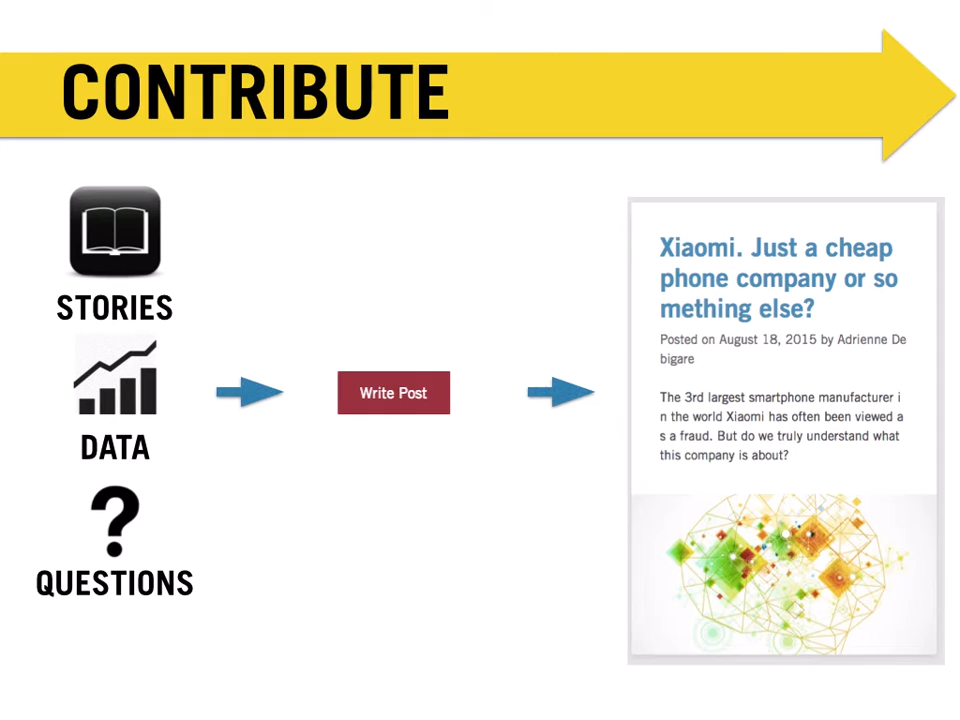 CONTRIBUTE
STORIES
DATA
QUESTIONS
Write Post
Xiaomi. Just a cheap
phone company or so
mething else?
Posted on August 18, 2015 by Adrienne De
bigare
The 3rd largest smartphone manufacturer i
n the world Xiaomi has often been viewed a
s a fraud. But do we truly understand what
this company is about?